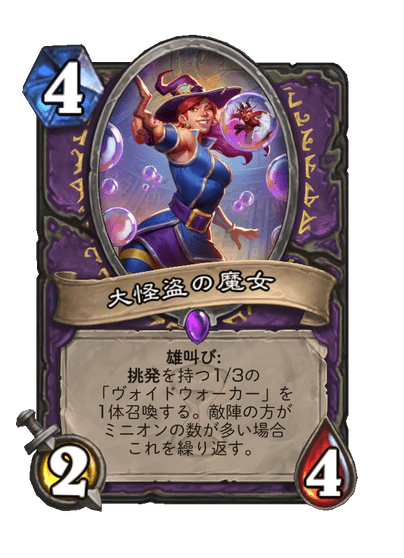 4
大怪盗の魔女
雄叫び:
挑発を持つ1/3の
「ヴォイドウォーカー」を
1体召喚する。敵陣の方が
ミニオンの数が多い場合
これを繰り返す。
2
4